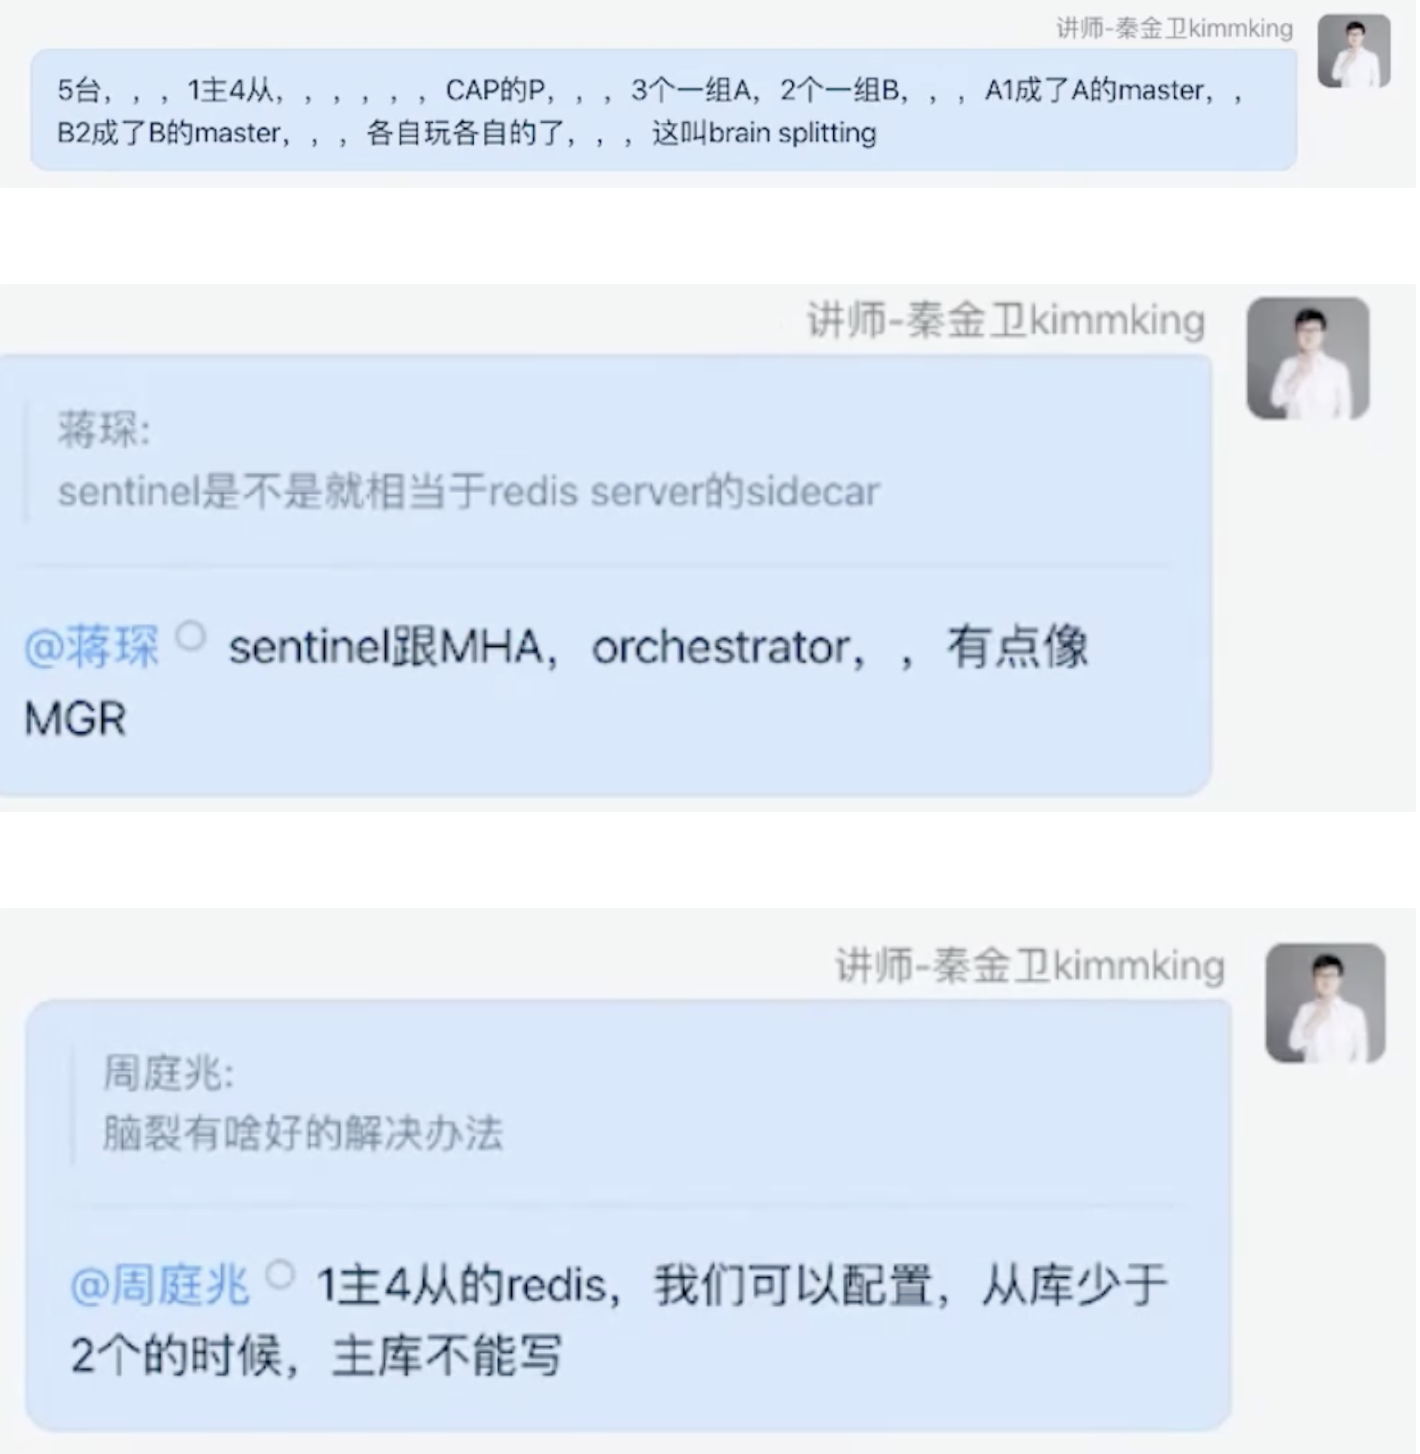 讲师-秦金卫kimmking
5台，，，1主4从，，，，，，CAP的P，，，3个一组A，2个一组B，，，A1成了A的master，，
B2成了B的master，，，各自玩各自的了，，，这叫brain splitting
讲师-秦金卫kimmking
蒋琛:
sentinel是不是就相当于redis server的sidecar
@蒋琛 sentinel跟MHA，orchestrator，，有点像
MGR
讲师-秦金卫kimmking
周庭兆:
脑裂有啥好的解决办法
@周庭兆 1主4从的redis，我们可以配置，从库少于
2个的时候，主库不能写